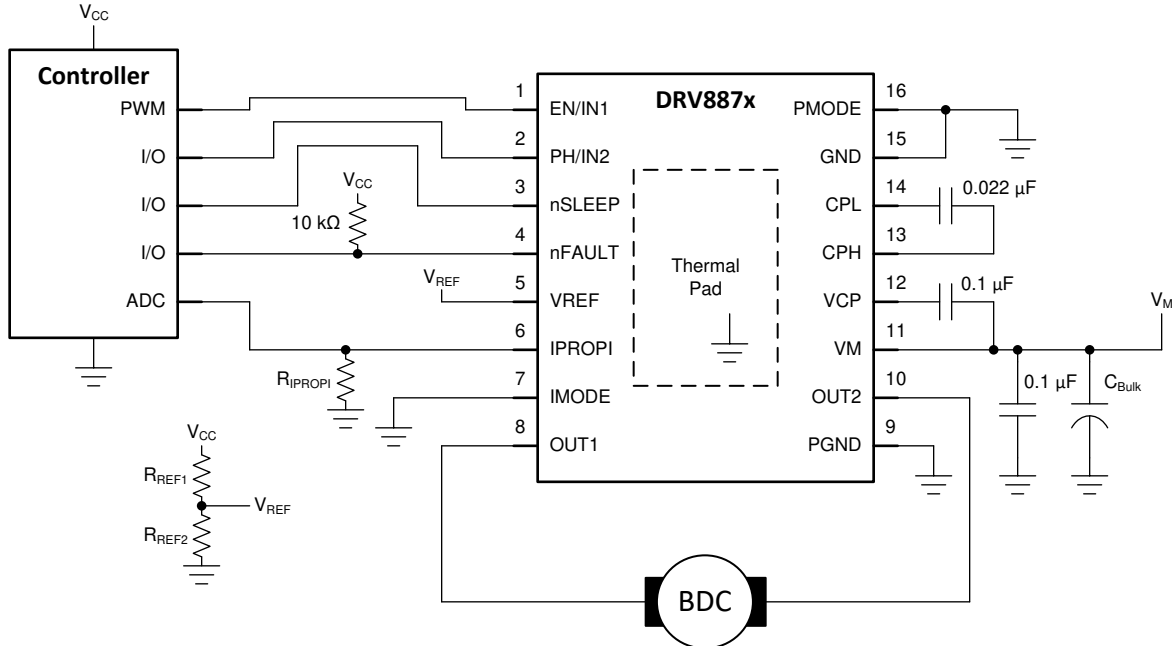 VCC
Controller
PWM
I/O
I/O
I/O
ADC
VCC
10 kΩ
VREF
RIPROPI
VCC
RREF1
VREF
RREF2
DRV887x
1 EN/IN1
2 PH/IN2
3 nSLEEP
4 nFAULT
5 VREF
6 IPROPI
7 IMODE
8 OUT1
Thermal
Pad
PMODE 16
GND 15
CPL 14
CPH 13
VCP 12
VM 11
OUT2 10
PGND 9
0.022 µF
0.1 µF
VM
0.1 µF
CBulk
BDC